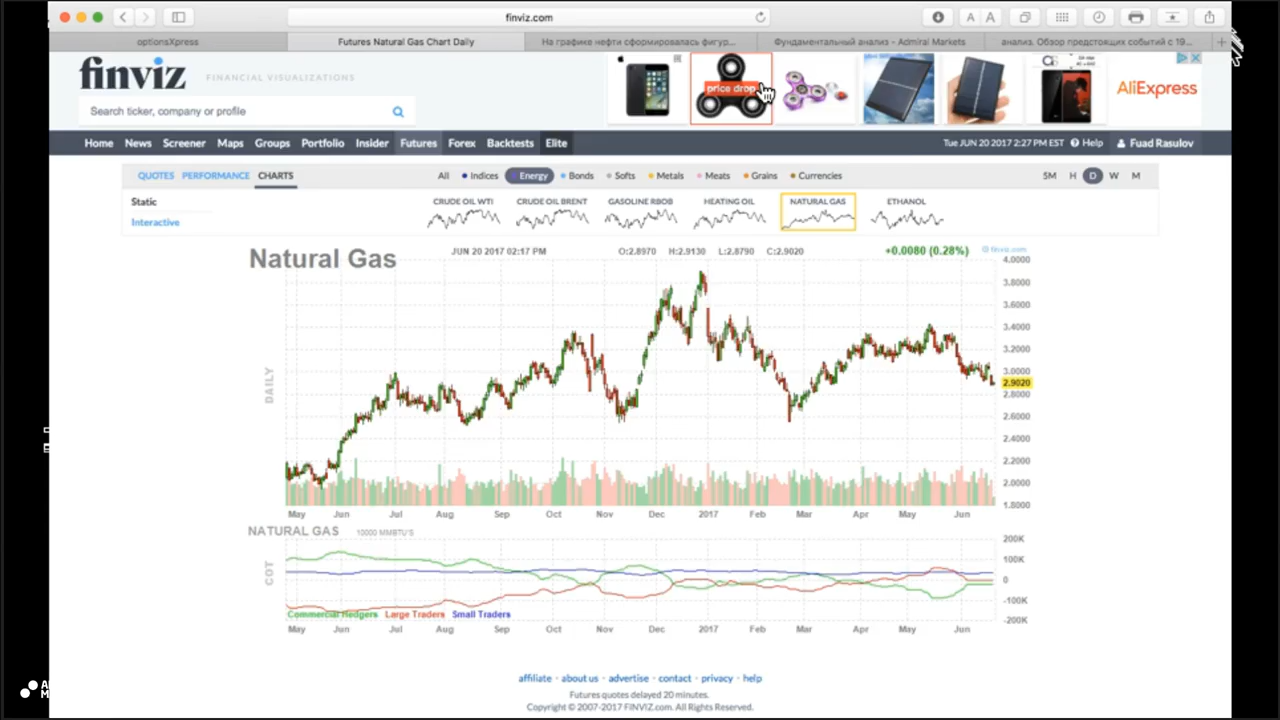 finviz.com
A A
optionsXpress
Futures Natural Gas Chart Daily
На графике нефти сформировалась фигур...
Фундаментальный анализ - Admiral Markets
анализ. Обзор предстоящих событий с 19...
finviz FINANCIAL VISUALIZATIONS
price drop
AliExpress
Search ticker, company or profile
Home News Screener Maps Groups Portfolio Insider Futures Forex Backtests Elite
Tue JUN 20 2017 2:27 PM EST Help Fuad Rasulov
QUOTES PERFORMANCE CHARTS
All Indices Energy Bonds Softs Metals Meats Grains Currencies
5M H D W M
Static
Interactive
CRUDE OIL WTI CRUDE OIL BRENT GASOLINE RBOB HEATING OIL NATURAL GAS ETHANOL
Natural Gas
JUN 20 2017 02:17 PM O:2.8970 H:2.9130 L:2.8790 C:2.9020 +0.0080 (0.28%) © finviz.com
4.0000
3.8000
3.6000
3.4000
3.2000
3.0000
2.9020
2.8000
2.6000
2.4000
2.2000
2.0000
1.8000
DAILY
May Jun Jul Aug Sep Oct Nov Dec 2017 Feb Mar Apr May Jun
NATURAL GAS 10000 MMBTU'S
200K
100K
0
-100K
-200K
COT
Commercial Hedgers Large Traders Small Traders
May Jun Jul Aug Sep Oct Nov Dec 2017 Feb Mar Apr May Jun
affiliate · about us · advertise · contact · privacy · help
Futures quotes delayed 20 minutes.
Copyright © 2007-2017 FINVIZ.com. All Rights Reserved.